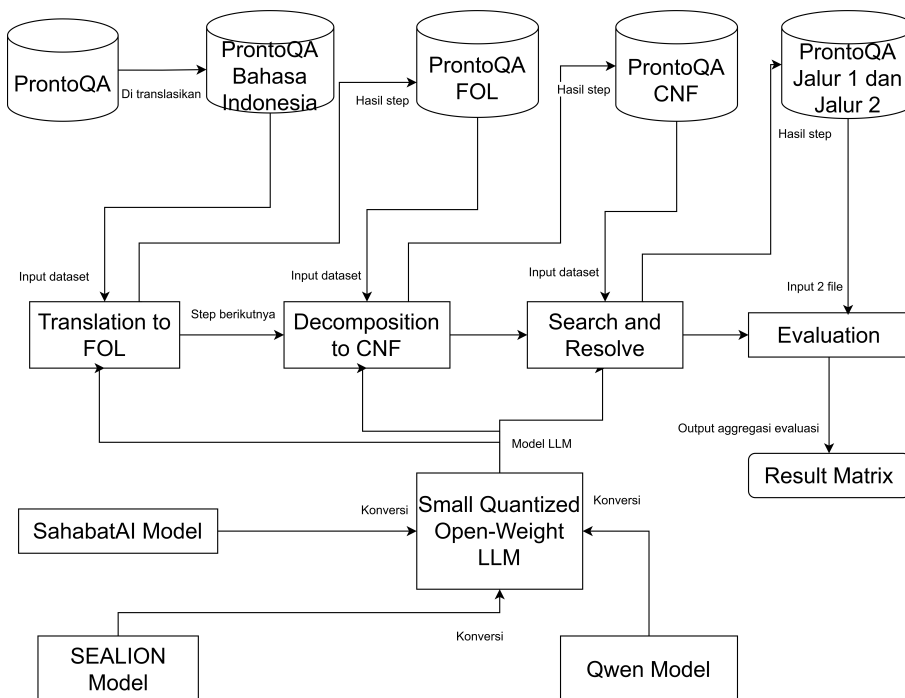 ProntoQA
Di translasikan
ProntoQA
Bahasa
Indonesia
Hasil step
ProntoQA
FOL
Hasil step
ProntoQA
CNF
ProntoQA
Jalur 1 dan
Jalur 2
Hasil step
Input dataset
Input dataset
Input dataset
Input 2 file
Translation to
FOL
Step berikutnya
Decomposition
to CNF
Search and
Resolve
Evaluation
Output aggregasi evaluasi
Result Matrix
Model LLM
Small Quantized
Open-Weight
LLM
Konversi
Konversi
SahabatAI Model
Konversi
SEALION
Model
Qwen Model